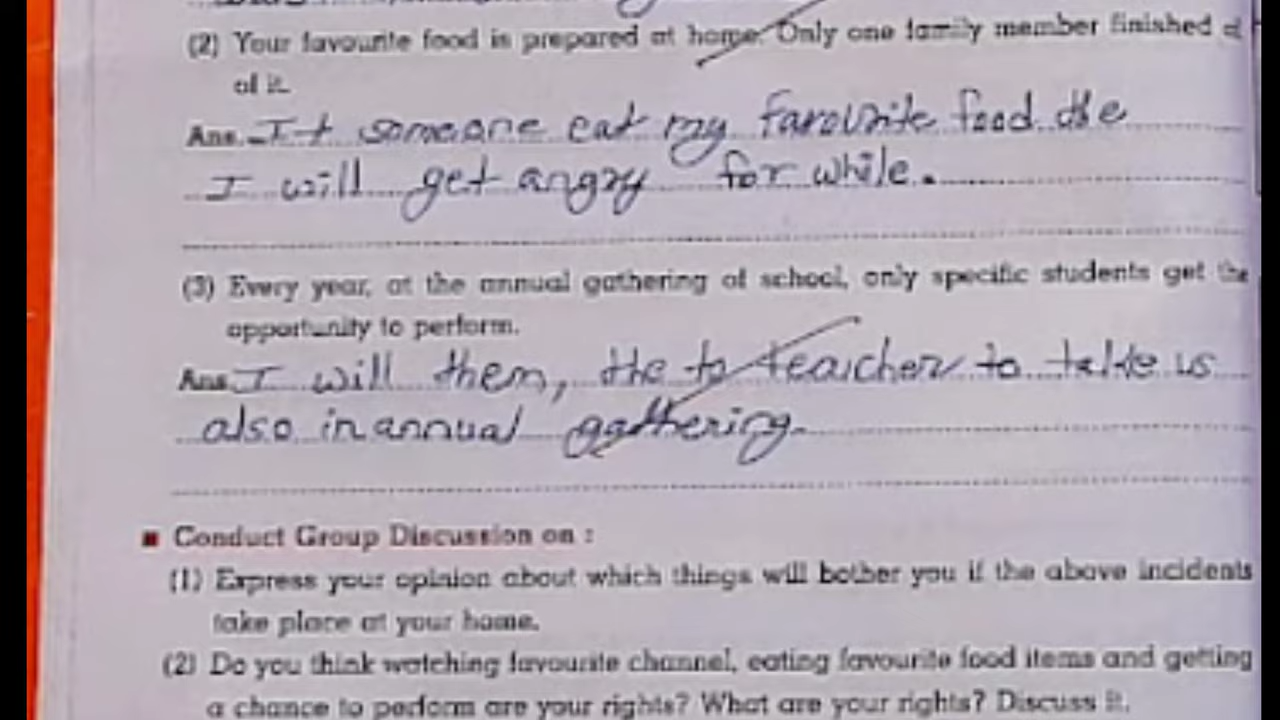 (2) Your favourite food is prepared at home. Only one family member finished
of it.
Ans. It someone eat my favourite food the
I will get angry for while.
(3) Every year, at the annual gathering of school, only specific students get the
opportunity to perform.
Ans I will them, the to teaicher to talke us
also in annual gathering.
■ Conduct Group Discussion on :
(1) Express your opinion about which things will bother you if the above incidents
take place at your home.
(2) Do you think watching favourite channel, eating favourite food items and getting
a chance to perform are your rights? What are your rights? Discuss it.